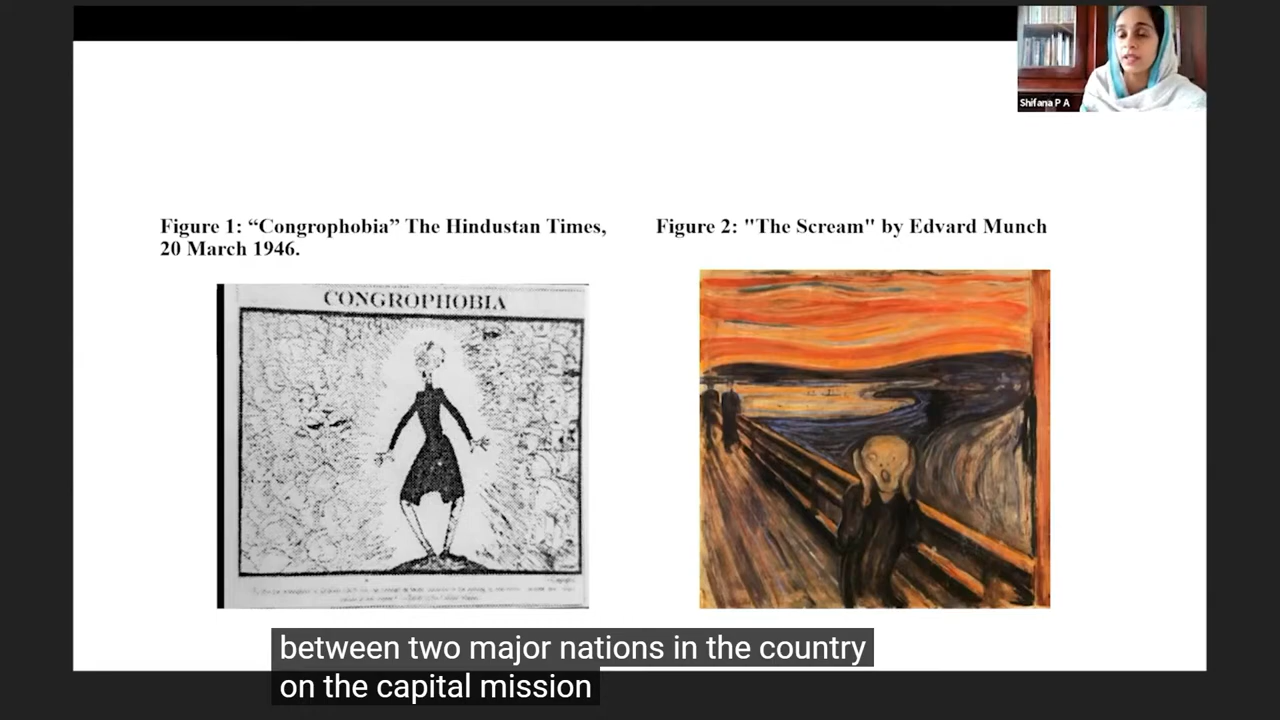 Shifana P A
Figure 1: “Congrophobia” The Hindustan Times,
20 March 1946.
Figure 2: "The Scream" by Edvard Munch
CONGROPHOBIA
between two major nations in the country
on the capital mission